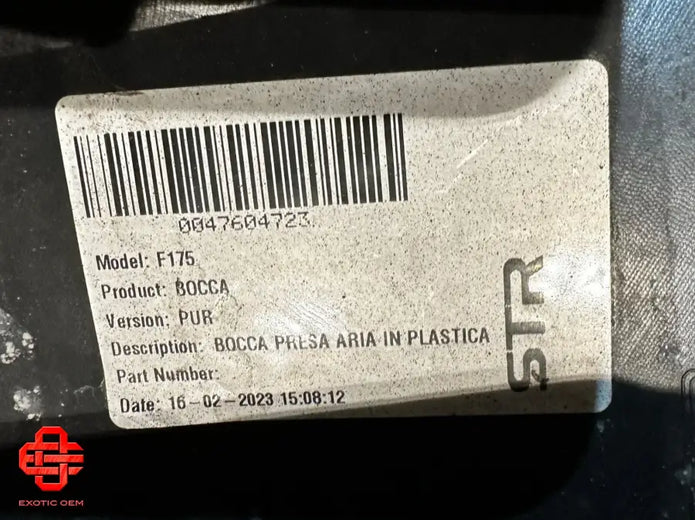 0047604723
Model: F175
Product: BOCCA
Version: PUR
Description: BOCCA PRESA ARIA IN PLASTICA
Part Number:
Date: 16-02-2023 15:08:12
STR
EXOTIC OEM